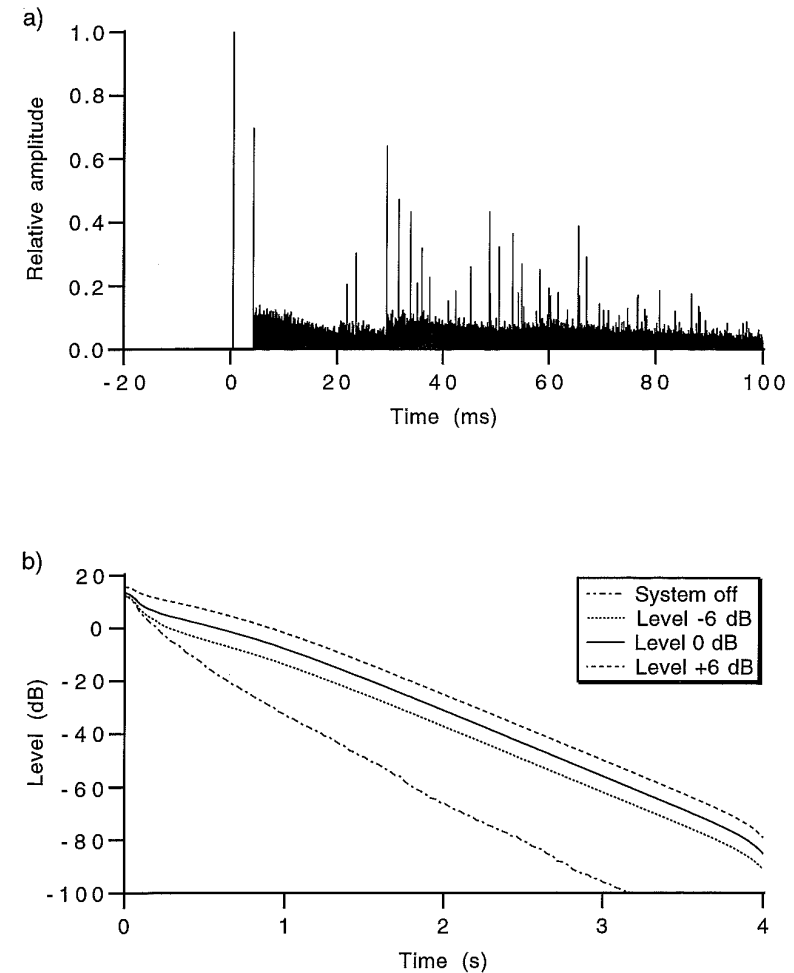 a)
1.0
0.8
0.6
0.4
0.2
0.0
Relative amplitude
-20 0 20 40 60 80 100
Time (ms)
b)
20
0
-20
-40
-60
-80
-100
Level (dB)
System off
Level -6 dB
Level 0 dB
Level +6 dB
0 1 2 3 4
Time (s)